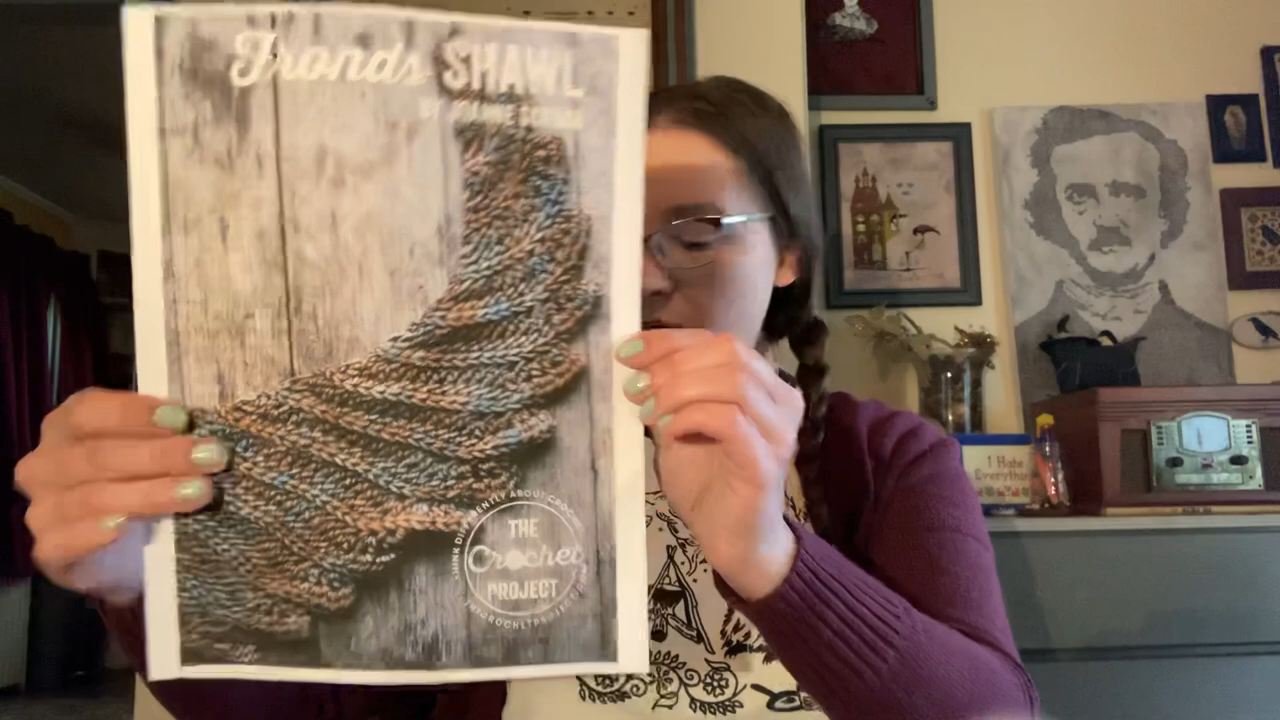 Fronds SHAWL
THINK DIFFERENTLY ABOUT CROCHET
THE
Crochet
PROJECT
I Hate
Everything